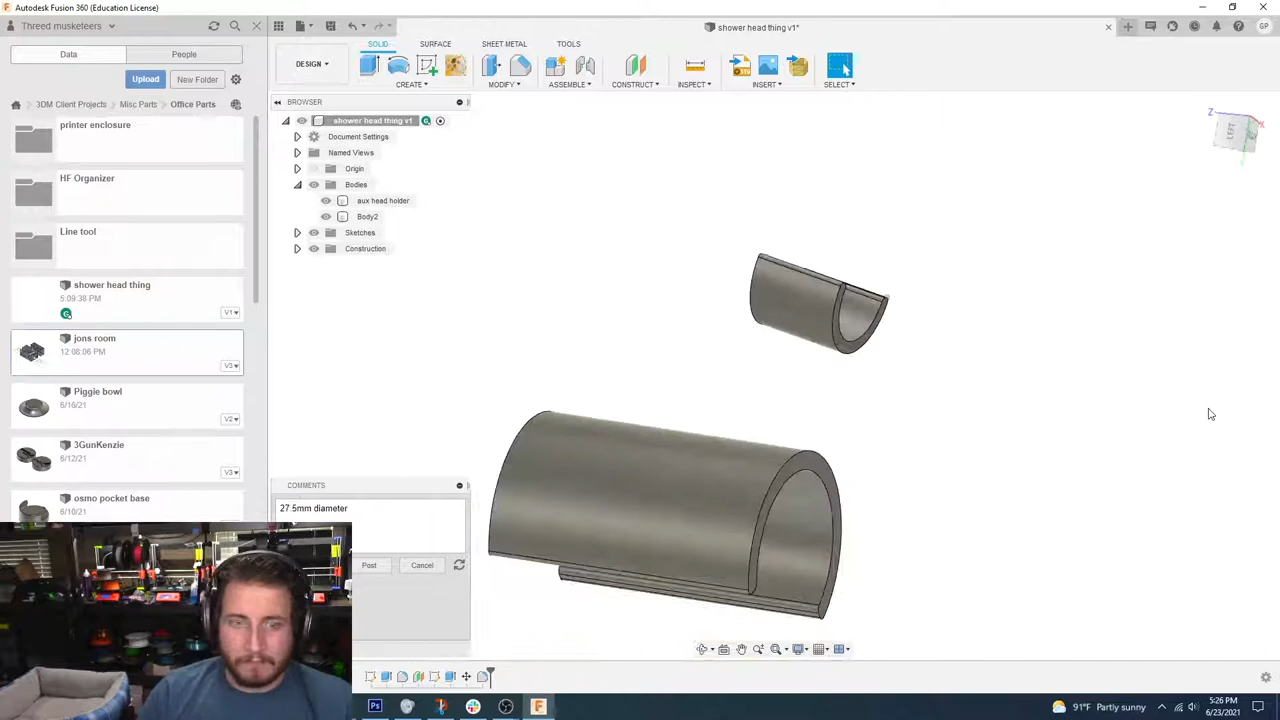 Autodesk Fusion 360 (Education License)
Threed musketeers
shower head thing v1*
GP
Data
People
SOLID
SURFACE
SHEET METAL
TOOLS
DESIGN
Upload
New Folder
CREATE
MODIFY
ASSEMBLE
CONSTRUCT
INSPECT
INSERT
SELECT
3DM Client Projects
Misc Parts
Office Parts
BROWSER
shower head thing v1
Document Settings
Named Views
Origin
Bodies
aux head holder
Body2
Sketches
Construction
printer enclosure
HF Organizer
Line tool
shower head thing
5:09:38 PM
V1
jons room
12:08:06 PM
V3
Piggie bowl
6/16/21
V2
3GunKenzie
6/12/21
V3
osmo pocket base
6/10/21
Z
X
LEFT
COMMENTS
27.5mm diameter
Post
Cancel
91°F Partly sunny
5:26 PM
6/23/2021